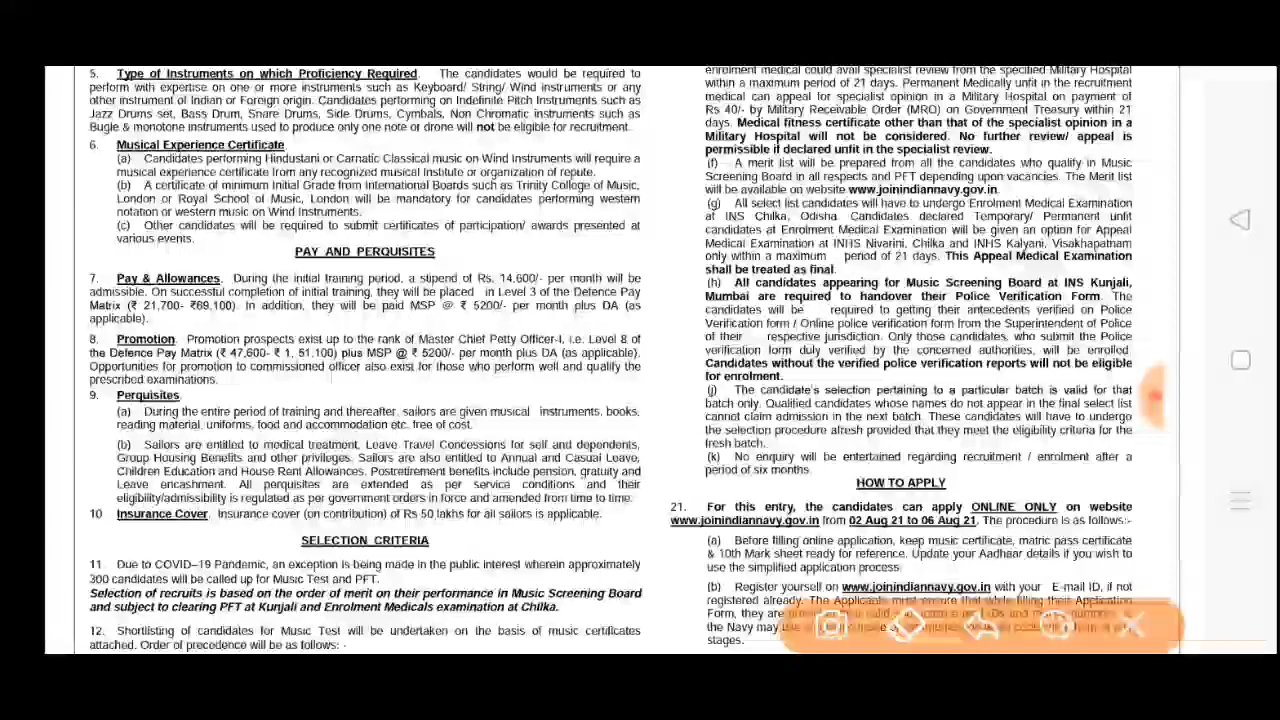 5. Type of Instruments on which Proficiency Required. The candidates would be required to
perform with expertise on one or more instruments such as Keyboard/ String/ Wind instruments or any
other instrument of Indian or Foreign origin. Candidates performing on Indefinite Pitch Instruments such as
Jazz Drums set, Bass Drum, Snare Drums, Side Drums, Cymbals, Non Chromatic instruments such as
Bugle & monotone instruments used to produce only one note or drone will not be eligible for recruitment.
6. Musical Experience Certificate.
(a) Candidates performing Hindustani or Carnatic Classical music on Wind Instruments will require a
musical experience certificate from any recognized musical Institute or organization of repute.
(b) A certificate of minimum Initial Grade from International Boards such as Trinity College of Music,
London or Royal School of Music, London will be mandatory for candidates performing western
notation or western music on Wind Instruments.
(c) Other candidates will be required to submit certificates of participation/ awards presented at
various events.
PAY AND PERQUISITES
7. Pay & Allowances. During the initial training period, a stipend of Rs. 14,600/- per month will be
admissible. On successful completion of initial training, they will be placed in Level 3 of the Defence Pay
Matrix (₹ 21,700- ₹69,100). In addition, they will be paid MSP @ ₹ 5200/- per month plus DA (as
applicable).
8. Promotion. Promotion prospects exist up to the rank of Master Chief Petty Officer-I, i.e. Level 8 of
the Defence Pay Matrix (₹ 47,600- ₹ 1, 51,100) plus MSP @ ₹ 5200/- per month plus DA (as applicable).
Opportunities for promotion to commissioned officer also exist for those who perform well and qualify the
prescribed examinations.
9. Perquisites.
(a) During the entire period of training and thereafter, sailors are given musical instruments, books,
reading material, uniforms, food and accommodation etc. free of cost.
(b) Sailors are entitled to medical treatment, Leave Travel Concessions for self and dependents,
Group Housing Benefits and other privileges. Sailors are also entitled to Annual and Casual Leave,
Children Education and House Rent Allowances. Postretirement benefits include pension, gratuity and
Leave encashment. All perquisites are extended as per service conditions and their
eligibility/admissibility is regulated as per government orders in force and amended from time to time.
10 Insurance Cover. Insurance cover (on contribution) of Rs 50 lakhs for all sailors is applicable.
SELECTION CRITERIA
11. Due to COVID–19 Pandemic, an exception is being made in the public interest wherein approximately
300 candidates will be called up for Music Test and PFT.
Selection of recruits is based on the order of merit on their performance in Music Screening Board
and subject to clearing PFT at Kunjali and Enrolment Medicals examination at Chilka.
12. Shortlisting of candidates for Music Test will be undertaken on the basis of music certificates
attached. Order of precedence will be as follows: -
enrolment medical could avail specialist review from the specified Military Hospital
within a maximum period of 21 days. Permanent Medically unfit in the recruitment
medical can appeal for specialist opinion in a Military Hospital on payment of
Rs 40/- by Military Receivable Order (MRO) on Government Treasury within 21
days. Medical fitness certificate other than that of the specialist opinion in a
Military Hospital will not be considered. No further review/ appeal is
permissible if declared unfit in the specialist review.
(f) A merit list will be prepared from all the candidates who qualify in Music
Screening Board in all respects and PFT depending upon vacancies. The Merit list
will be available on website www.joinindiannavy.gov.in.
(g) All select list candidates will have to undergo Enrolment Medical Examination
at INS Chilka, Odisha. Candidates declared Temporary/ Permanent unfit
candidates at Enrolment Medical Examination will be given an option for Appeal
Medical Examination at INHS Nivarini, Chilka and INHS Kalyani, Visakhapatnam
only within a maximum period of 21 days. This Appeal Medical Examination
shall be treated as final.
(h) All candidates appearing for Music Screening Board at INS Kunjali,
Mumbai are required to handover their Police Verification Form. The
candidates will be required to getting their antecedents verified on Police
Verification form / Online police verification form from the Superintendent of Police
of their respective jurisdiction. Only those candidates, who submit the Police
verification form duly verified by the concerned authorities, will be enrolled.
Candidates without the verified police verification reports will not be eligible
for enrolment.
(j) The candidate's selection pertaining to a particular batch is valid for that
batch only. Qualified candidates whose names do not appear in the final select list
cannot claim admission in the next batch. These candidates will have to undergo
the selection procedure afresh provided that they meet the eligibility criteria for the
fresh batch.
(k) No enquiry will be entertained regarding recruitment / enrolment after a
period of six months.
HOW TO APPLY
21. For this entry, the candidates can apply ONLINE ONLY on website
www.joinindiannavy.gov.in from 02 Aug 21 to 06 Aug 21. The procedure is as follows:-
(a) Before filling online application, keep music certificate, matric pass certificate
& 10th Mark sheet ready for reference. Update your Aadhear details if you wish to
use the simplified application process.
(b) Register yourself on www.joinindiannavy.gov.in with your E-mail ID, if not
registered already. The Applicants must ensure that while filling their Application
Form, they are
the Navy may
stages.